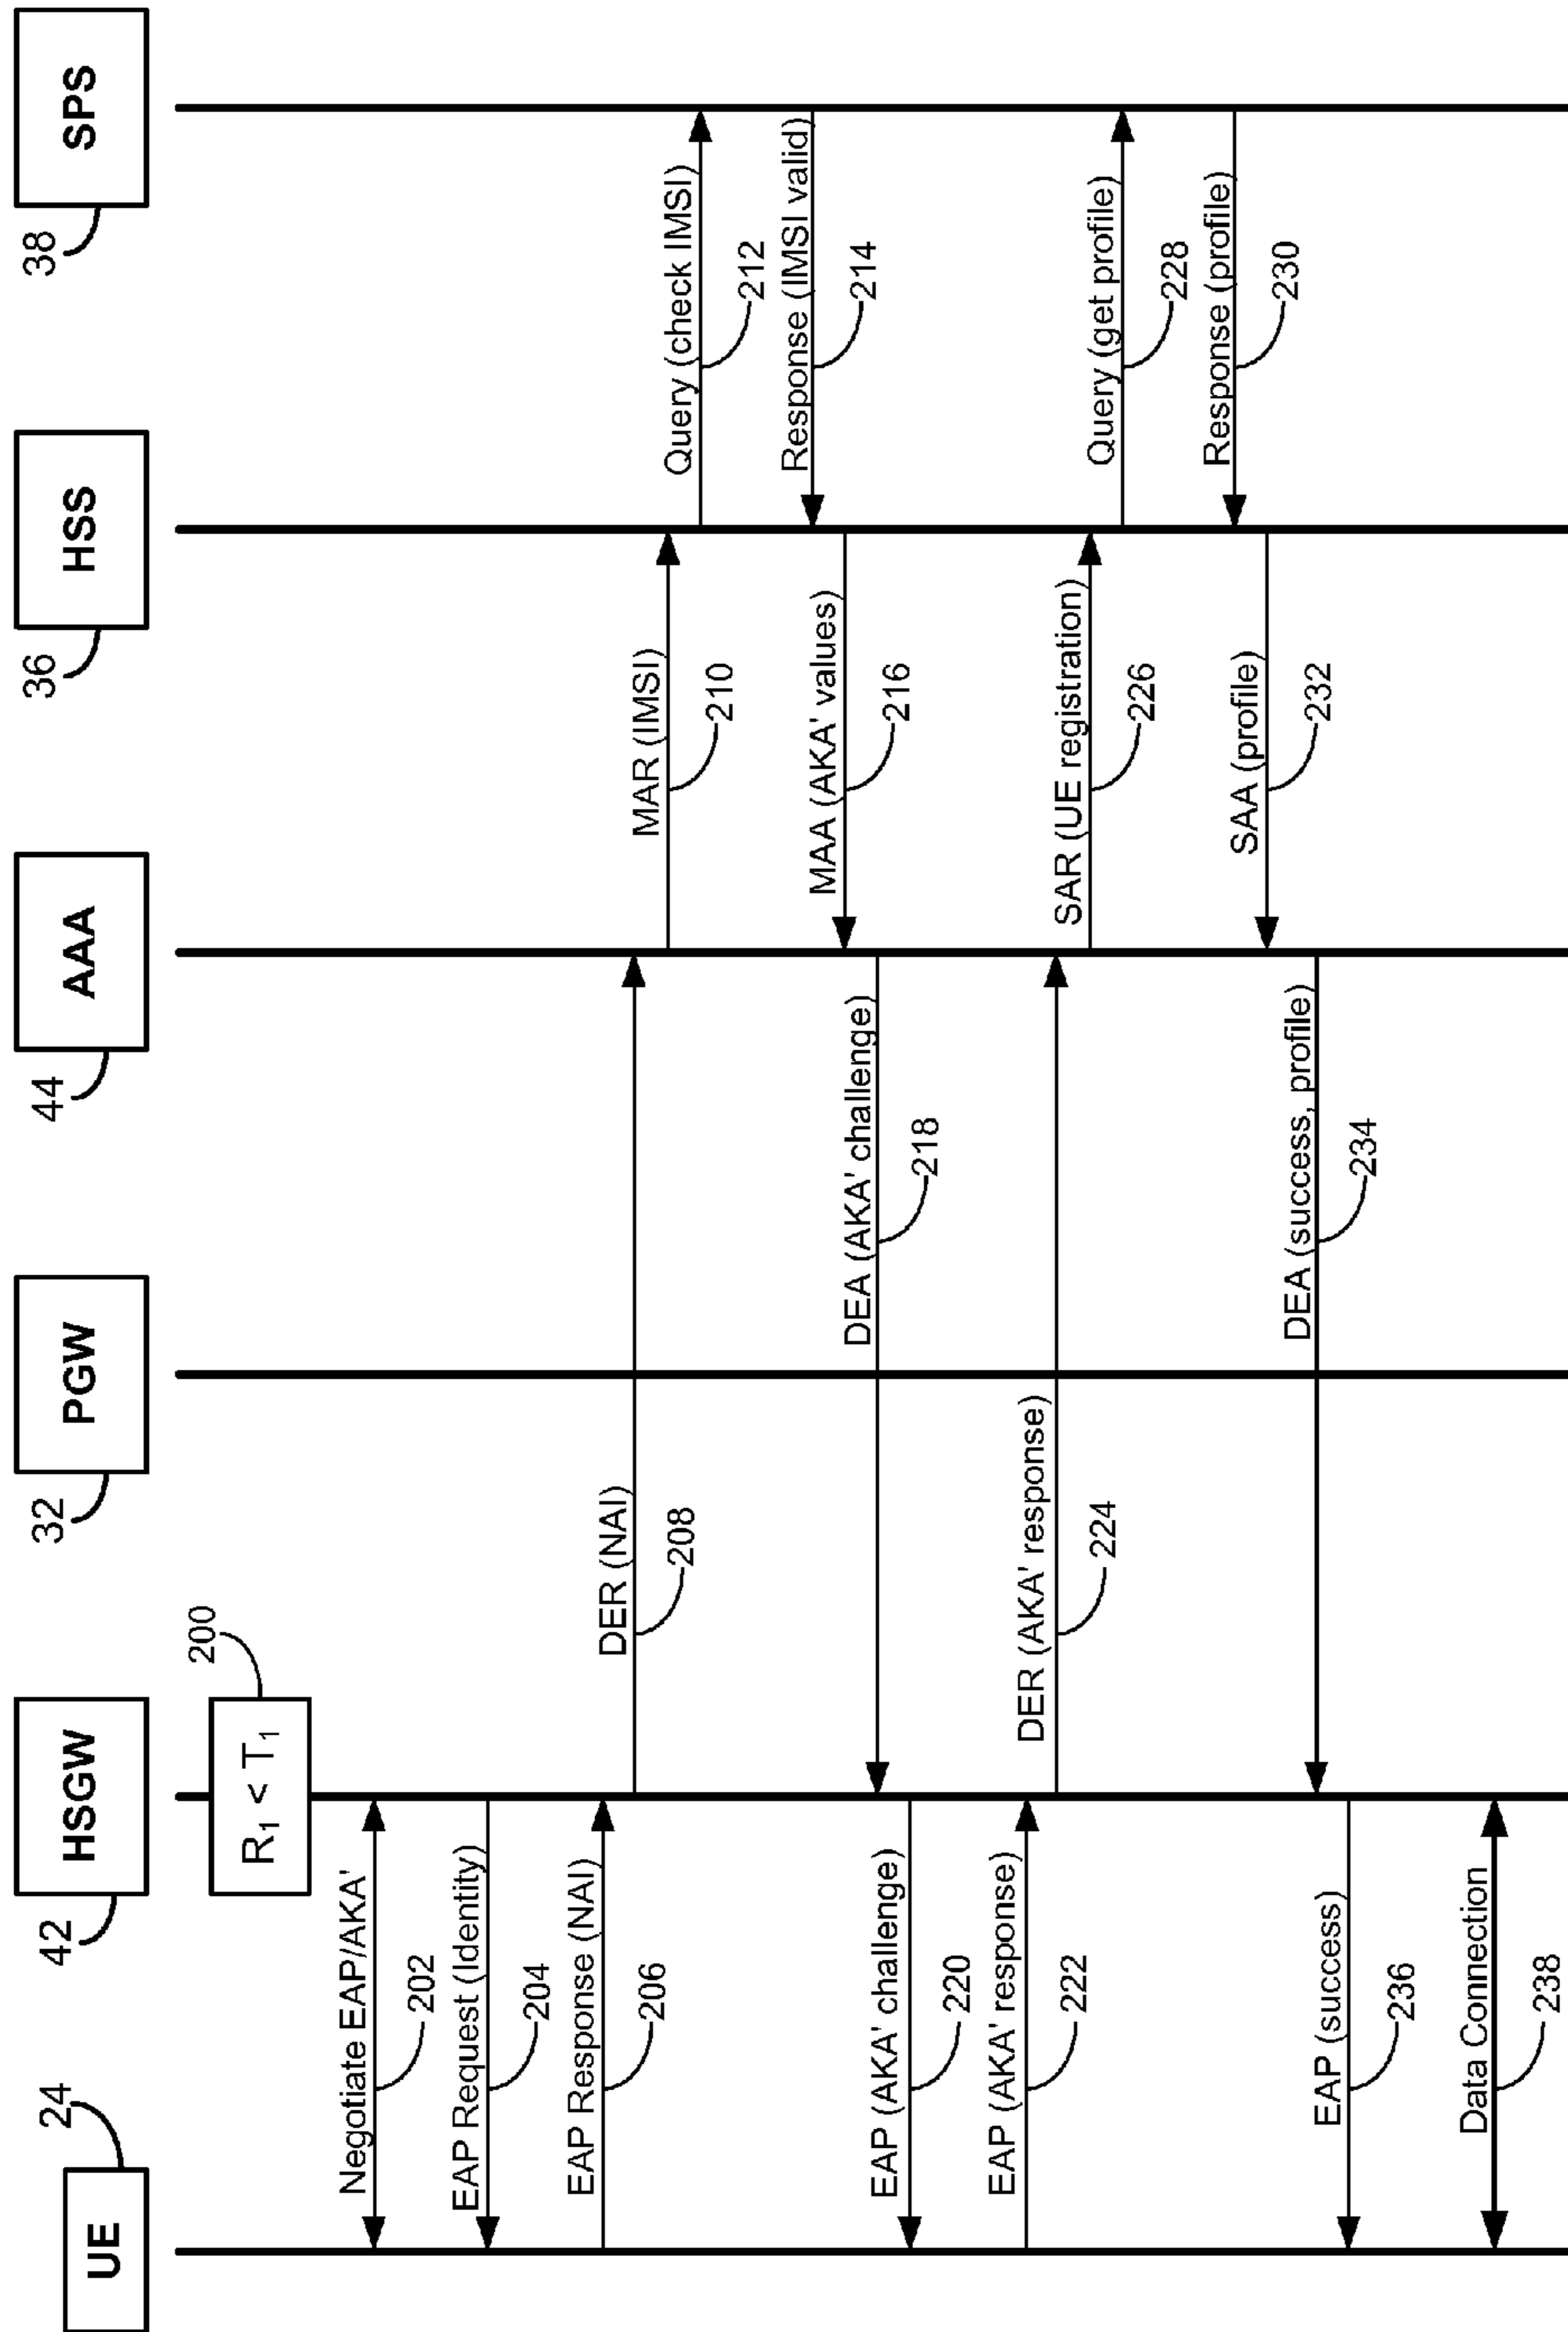 UE
24
HSGW
42
PGW
32
AAA
44
HSS
36
SPS
38
R1 < T1
200
Negotiate EAP/AKA'
202
EAP Request (Identity)
204
EAP Response (NAI)
206
DER (NAI)
208
MAR (IMSI)
210
Query (check IMSI)
212
Response (IMSI valid)
214
MAA (AKA' values)
216
DEA (AKA' challenge)
218
EAP (AKA' challenge)
220
EAP (AKA' response)
222
DER (AKA' response)
224
SAR (UE registration)
226
Query (get profile)
228
Response (profile)
230
SAA (profile)
232
DEA (success, profile)
234
EAP (success)
236
Data Connection
238